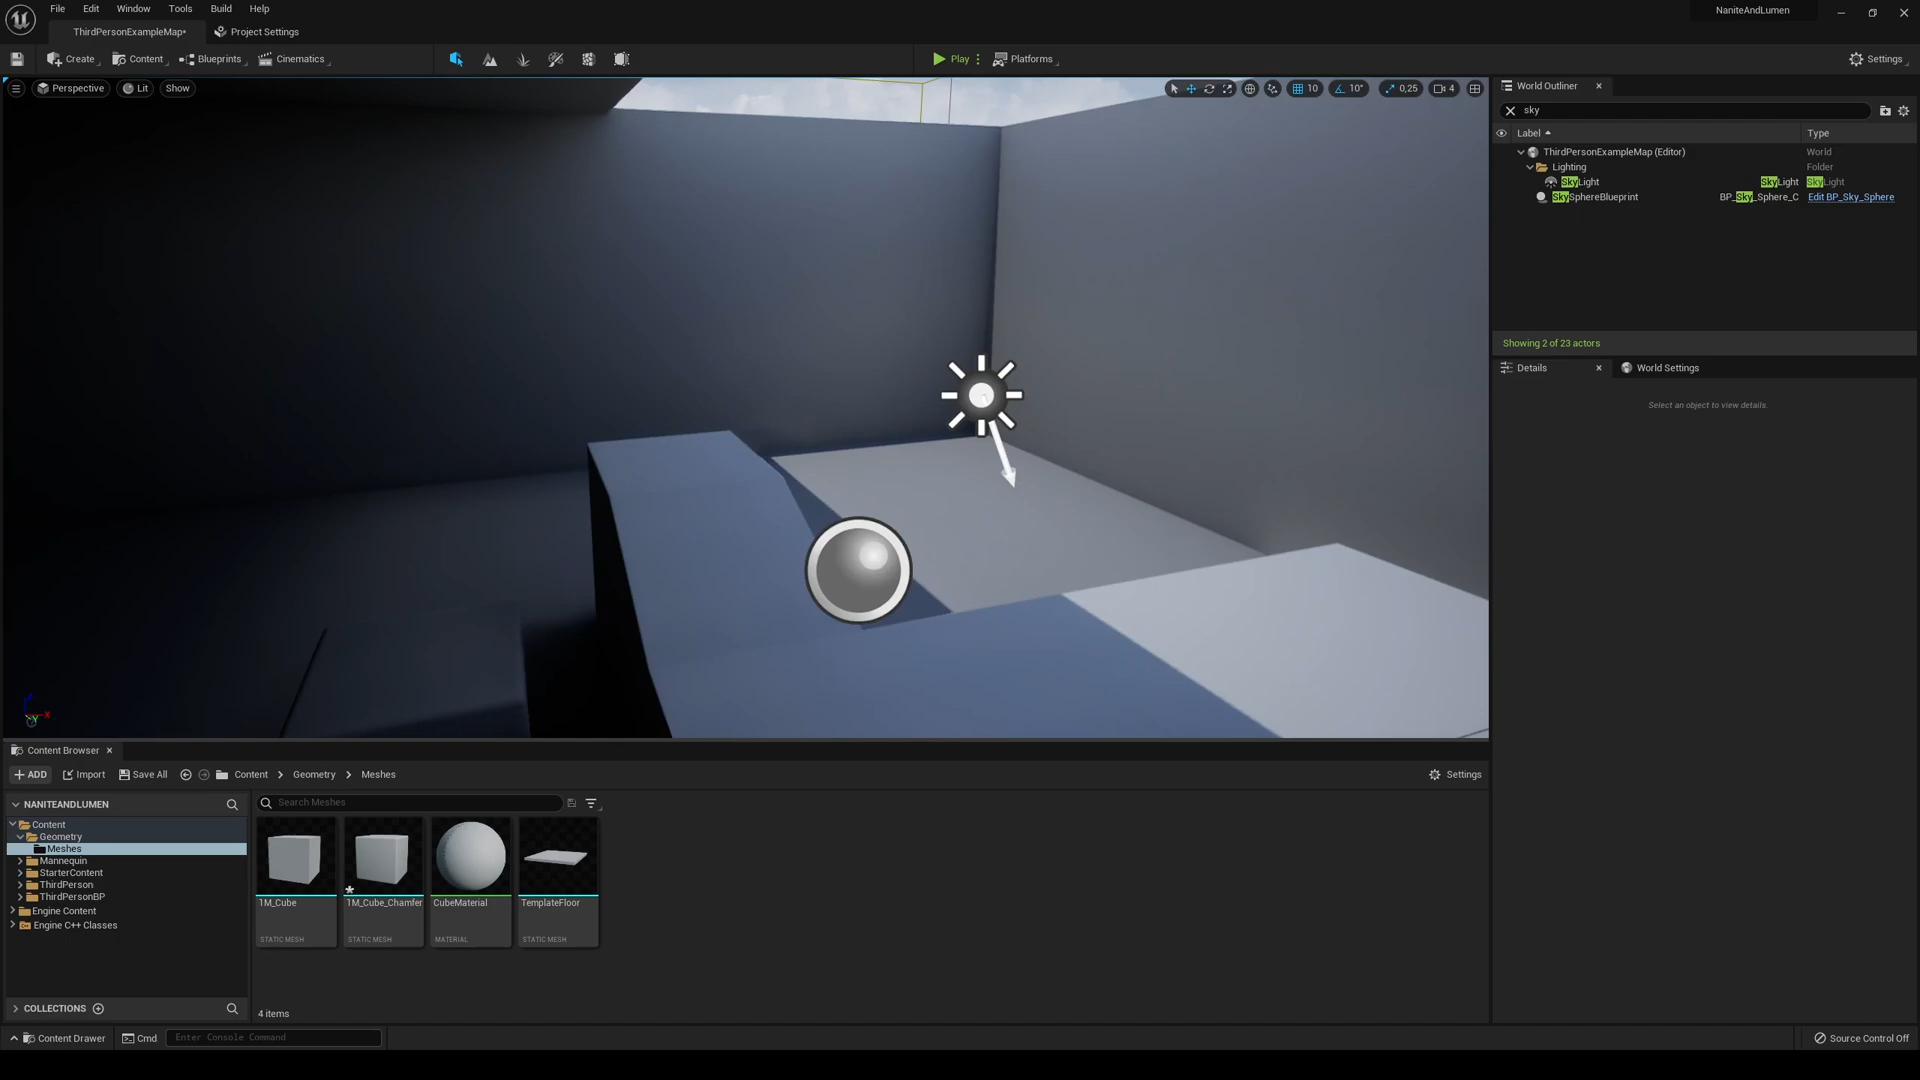 File Edit Window Tools Build Help
NaniteAndLumen
ThirdPersonExampleMap* Project Settings
Create Content Blueprints Cinematics Play Platforms Settings
Perspective Lit Show 10 10° 0,25 4
World Outliner
sky
Label Type
ThirdPersonExampleMap (Editor) World
Lighting Folder
SkyLight SkyLight SkyLight
SkySphereBlueprint BP_Sky_Sphere_C Edit BP_Sky_Sphere
Showing 2 of 23 actors
Details World Settings
Select an object to view details.
X
Content Browser
ADD Import Save All Content Geometry Meshes Settings
NANITEANDLUMEN
Content
Geometry
Meshes
Mannequin
StarterContent
ThirdPerson
ThirdPersonBP
Engine Content
Engine C++ Classes
COLLECTIONS
Search Meshes
1M_Cube 1M_Cube_Chamfer CubeMaterial TemplateFloor
STATIC MESH STATIC MESH MATERIAL STATIC MESH
4 items
Content Drawer Cmd Enter Console Command Source Control Off